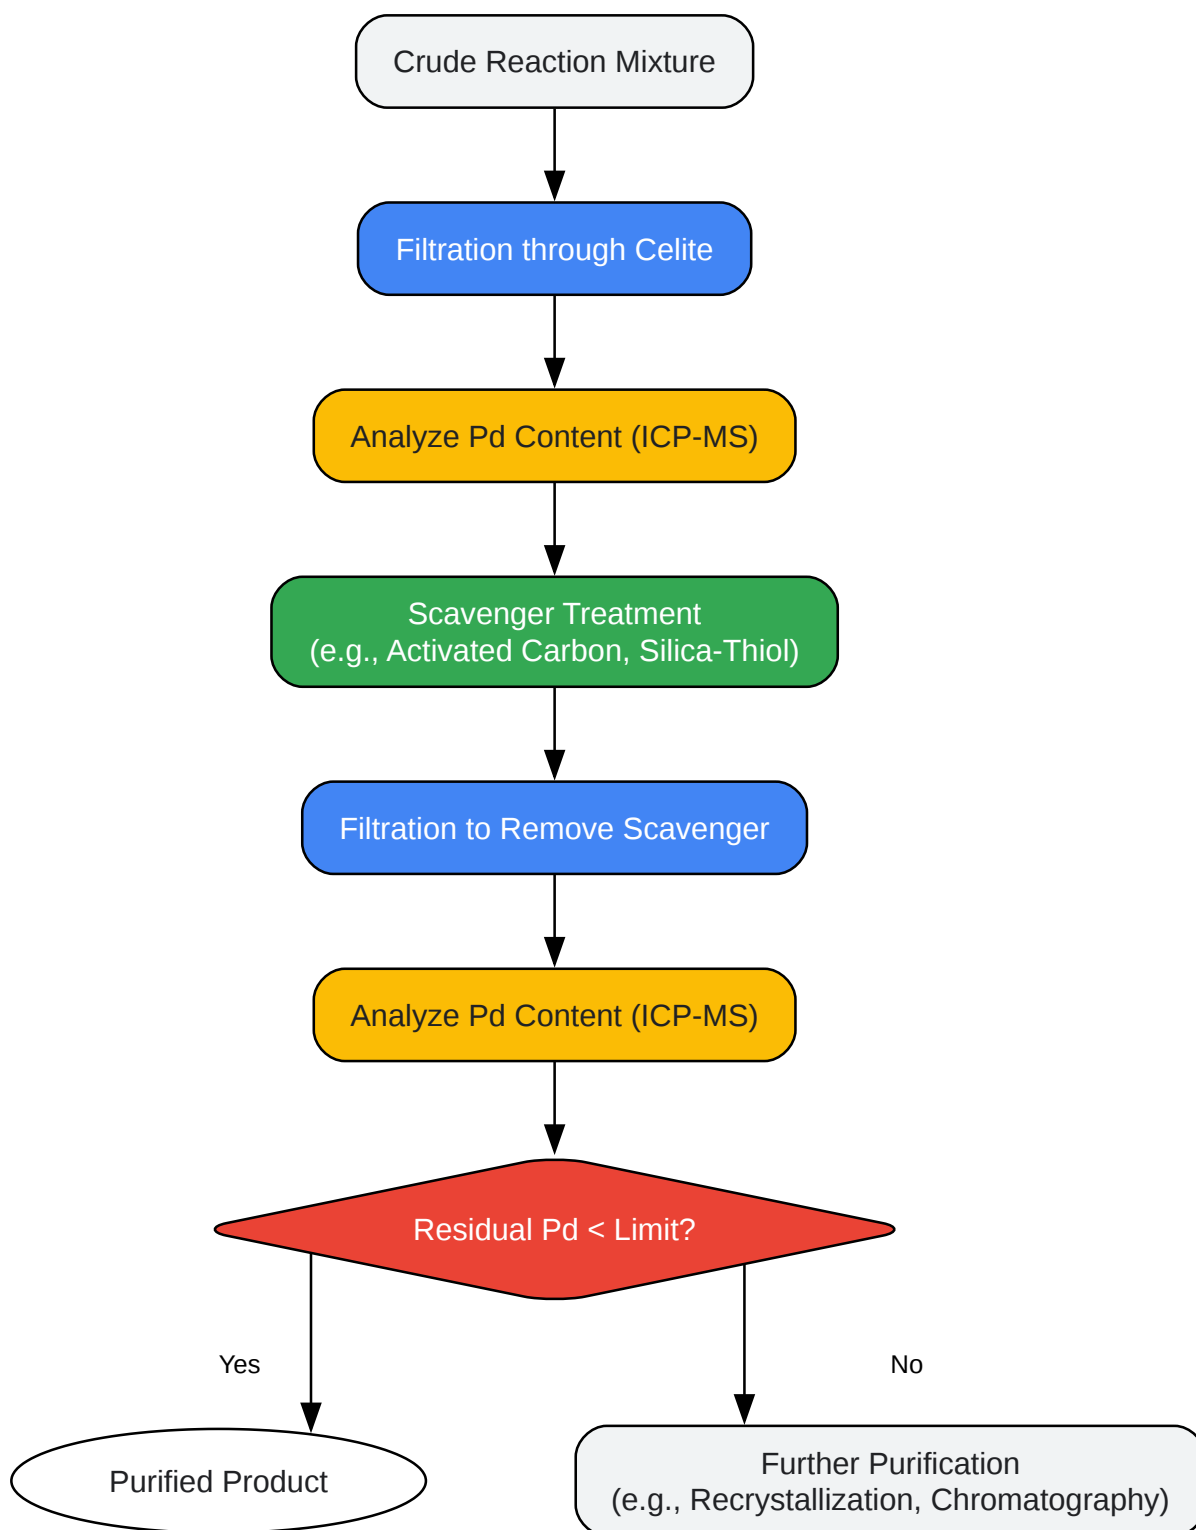 Crude Reaction Mixture
Filtration through Celite
Analyze Pd Content (ICP-MS)
Scavenger Treatment
(e.g., Activated Carbon, Silica-Thiol)
Filtration to Remove Scavenger
Analyze Pd Content (ICP-MS)
Residual Pd < Limit?
Yes
No
Purified Product
Further Purification
(e.g., Recrystallization, Chromatography)